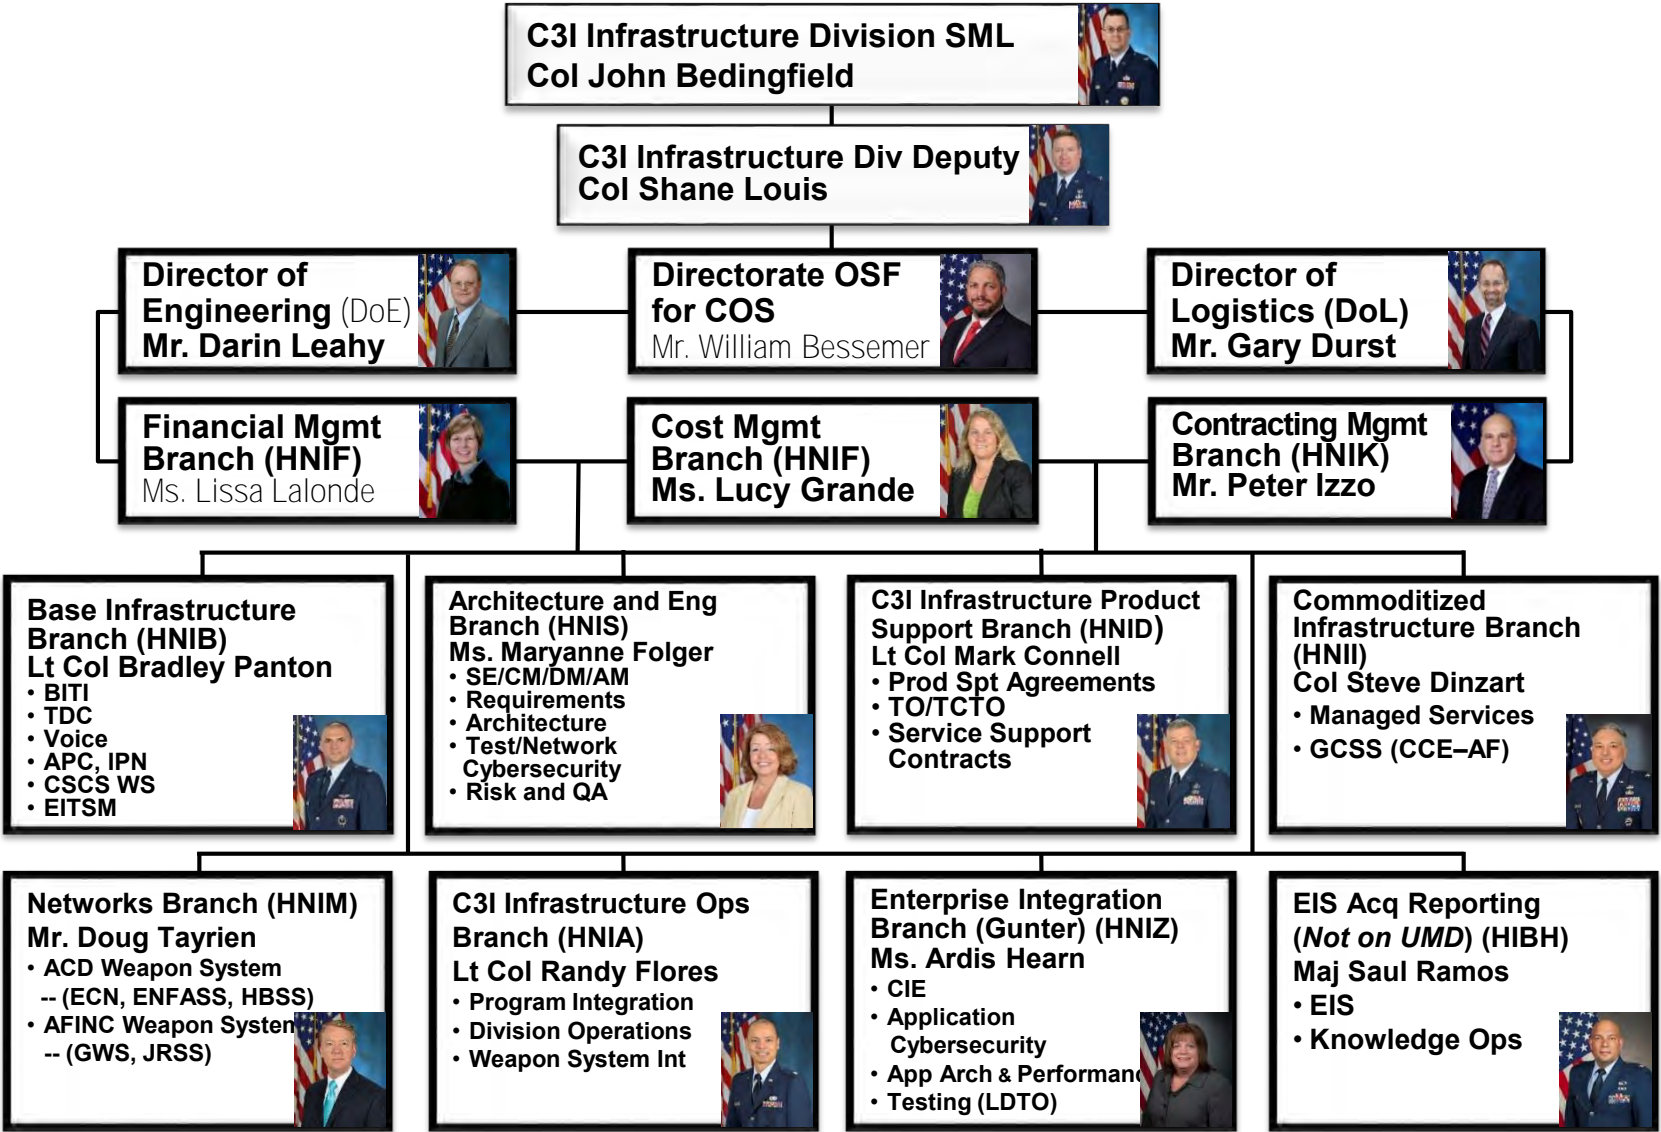 C3I Infrastructure Division SML
Col John Bedingfield
C3I Infrastructure Div Deputy
Col Shane Louis
Director of
Engineering (DoE)
Mr. Darin Leahy
Directorate OSF
for COS
Mr. William Bessemer
Director of
Logistics (DoL)
Mr. Gary Durst
Financial Mgmt
Branch (HNIF)
Ms. Lissa Lalonde
Cost Mgmt
Branch (HNIF)
Ms. Lucy Grande
Contracting Mgmt
Branch (HNIK)
Mr. Peter Izzo
Base Infrastructure
Branch (HNIB)
Lt Col Bradley Panton
• BITI
• TDC
• Voice
• APC, IPN
• CSCS WS
• EITSM
Architecture and Eng
Branch (HNIS)
Ms. Maryanne Folger
• SE/CM/DM/AM
• Requirements
• Architecture
• Test/Network
Cybersecurity
• Risk and QA
C3I Infrastructure Product
Support Branch (HNID)
Lt Col Mark Connell
• Prod Spt Agreements
• TO/TCTO
• Service Support
Contracts
Commoditized
Infrastructure Branch
(HNII)
Col Steve Dinzart
• Managed Services
• GCSS (CCE–AF)
Networks Branch (HNIM)
Mr. Doug Tayrien
• ACD Weapon System
-- (ECN, ENFASS, HBSS)
• AFINC Weapon System
-- (GWS, JRSS)
C3I Infrastructure Ops
Branch (HNIA)
Lt Col Randy Flores
• Program Integration
• Division Operations
• Weapon System Int
Enterprise Integration
Branch (Gunter) (HNIZ)
Ms. Ardis Hearn
• CIE
• Application
Cybersecurity
• App Arch & Performanc
• Testing (LDTO)
EIS Acq Reporting
(Not on UMD) (HIBH)
Maj Saul Ramos
• EIS
• Knowledge Ops